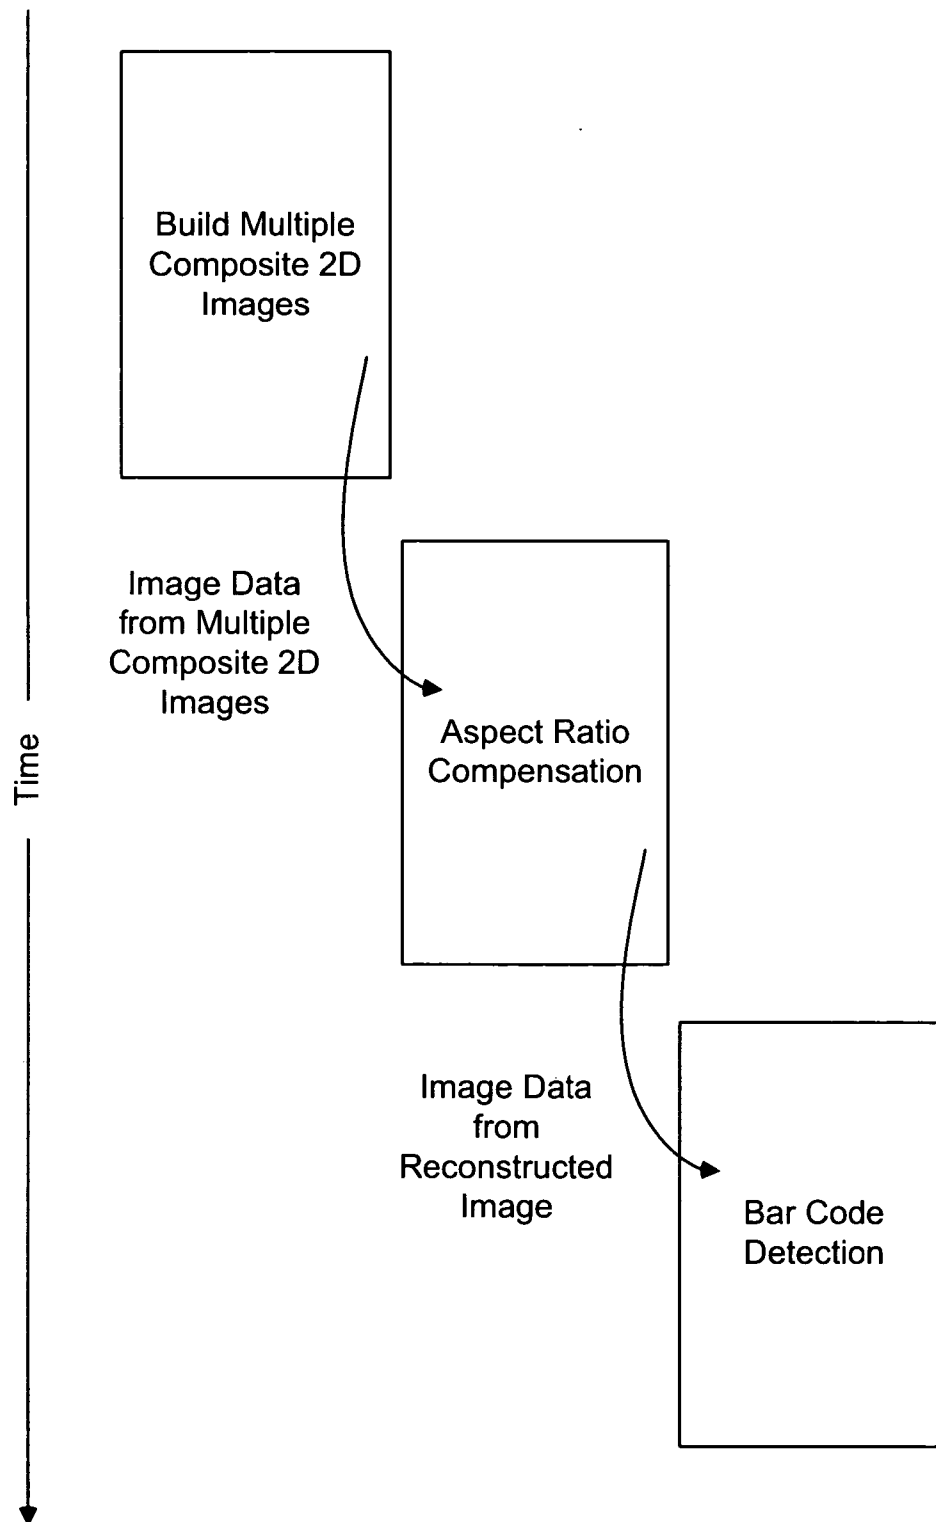 Build Multiple
Composite 2D
Images
Image Data
from Multiple
Composite 2D
Images
Time
Aspect Ratio
Compensation
Image Data
from
Reconstructed
Image
Bar Code
Detection